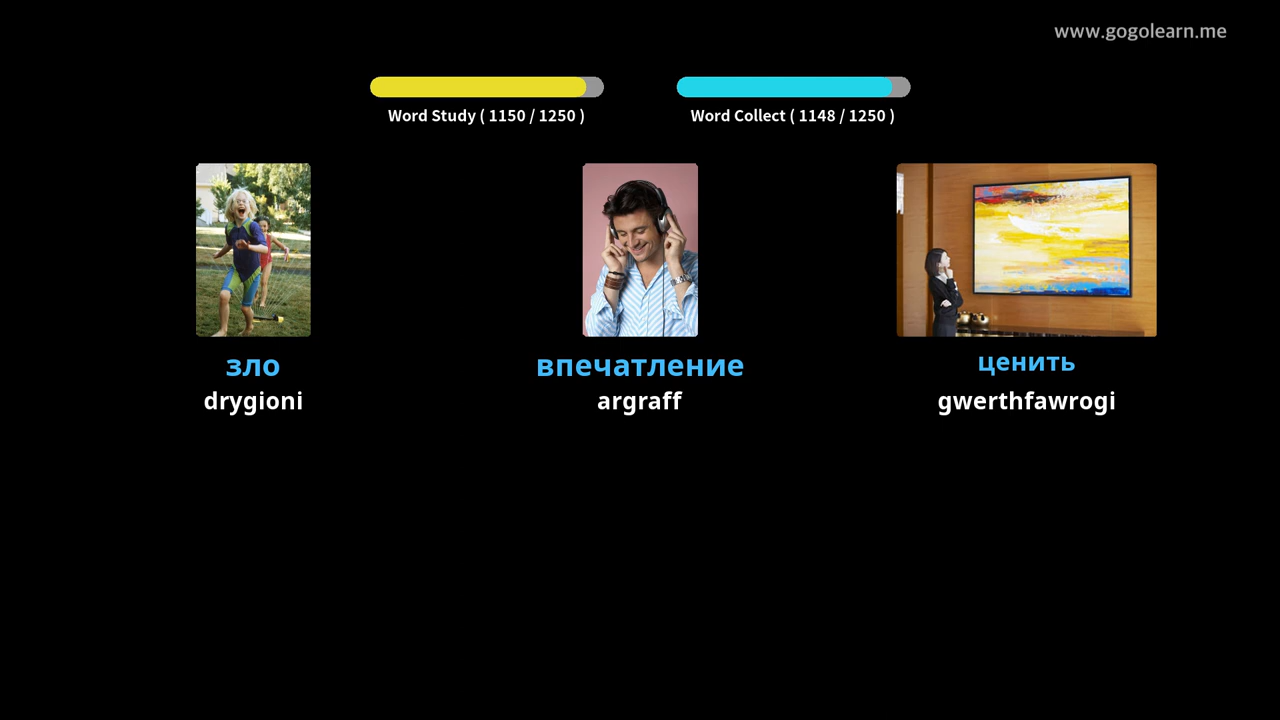 www.gogolearn.me
Word Study ( 1150 / 1250 )
Word Collect ( 1148 / 1250 )
зло
впечатление
ценить
drygioni
argraff
gwerthfawrogi